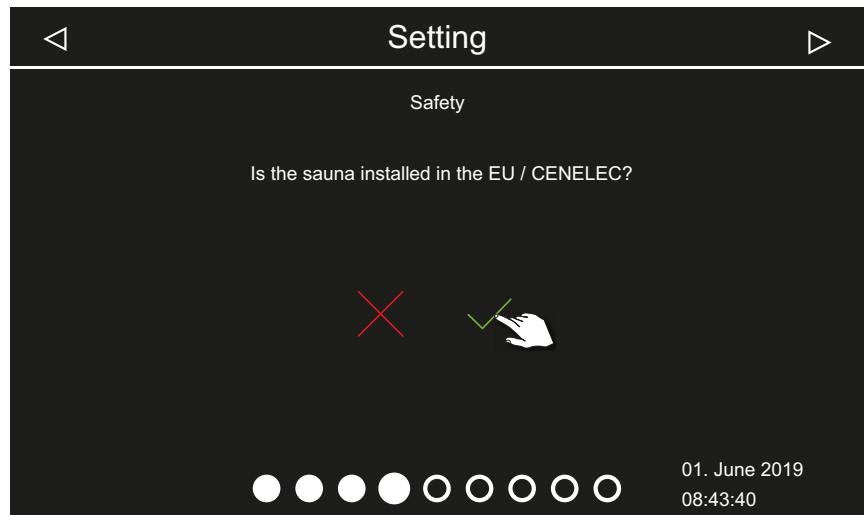 Setting
Safety
Is the sauna installed in the EU / CENELEC?
01. June 2019
08:43:40